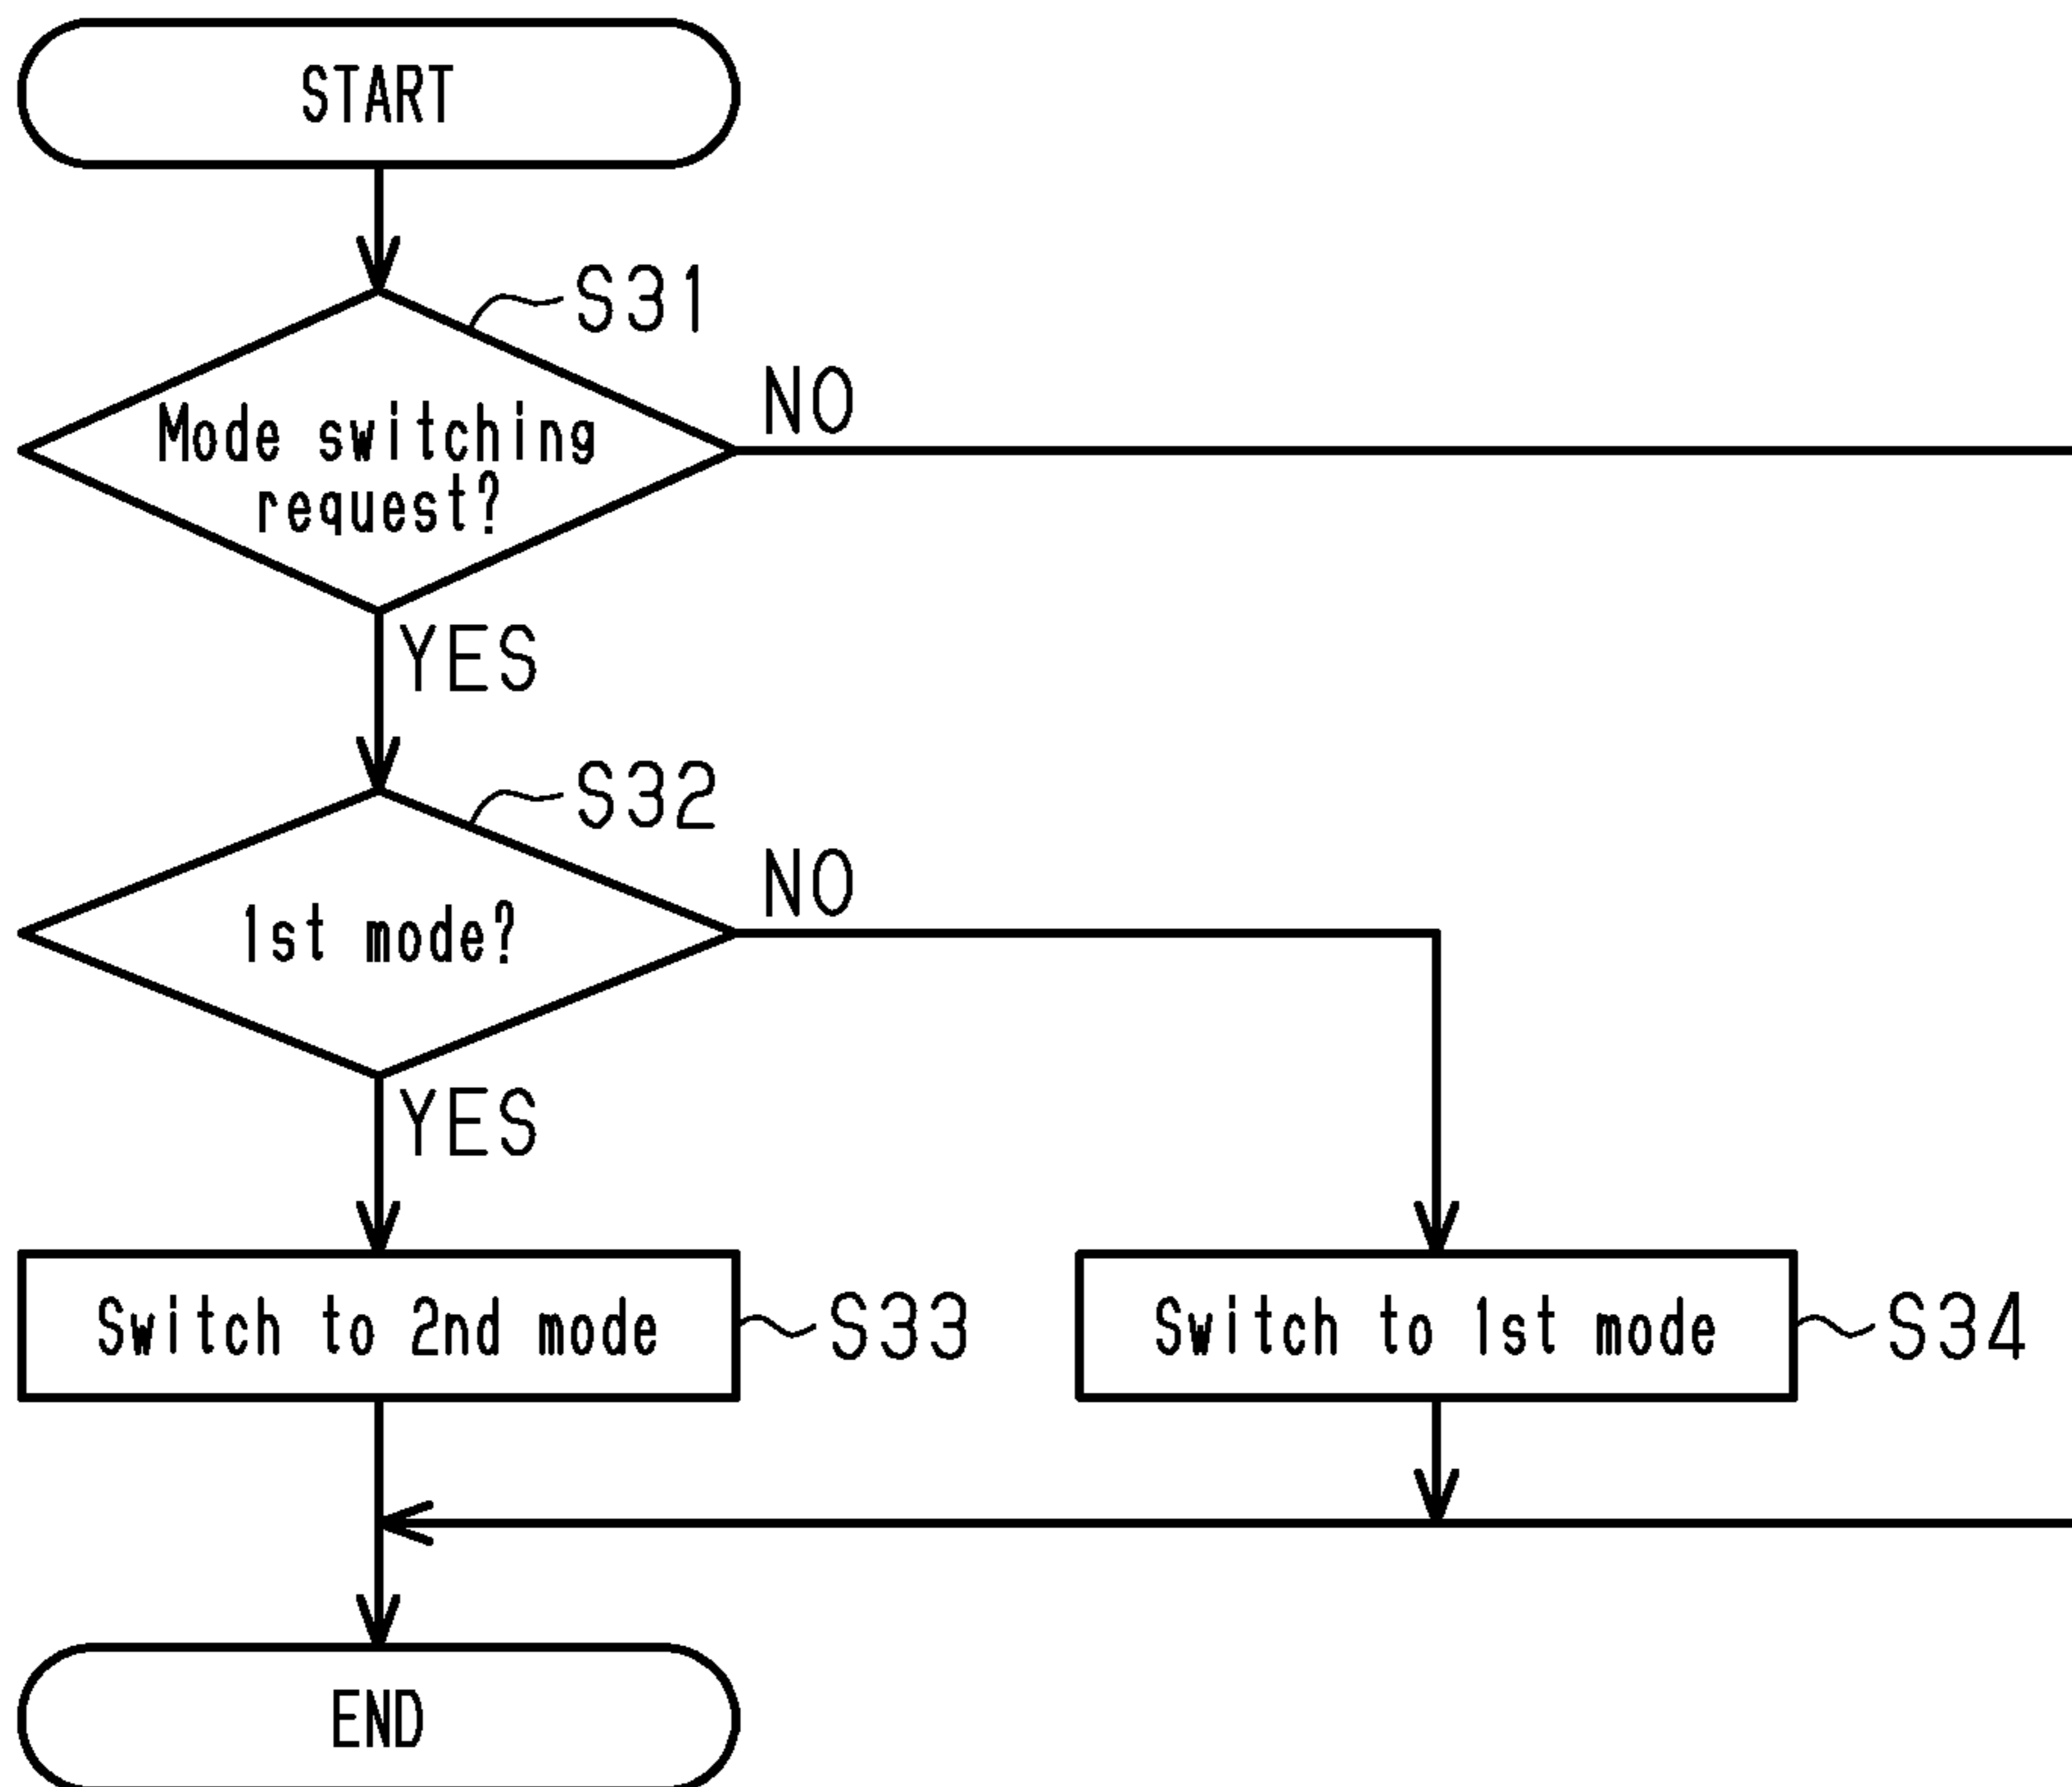 START
S31
NO
Mode switching
request?
YES
S32
NO
1st mode?
YES
Switch to 2nd mode
S33
Switch to 1st mode
S34
END